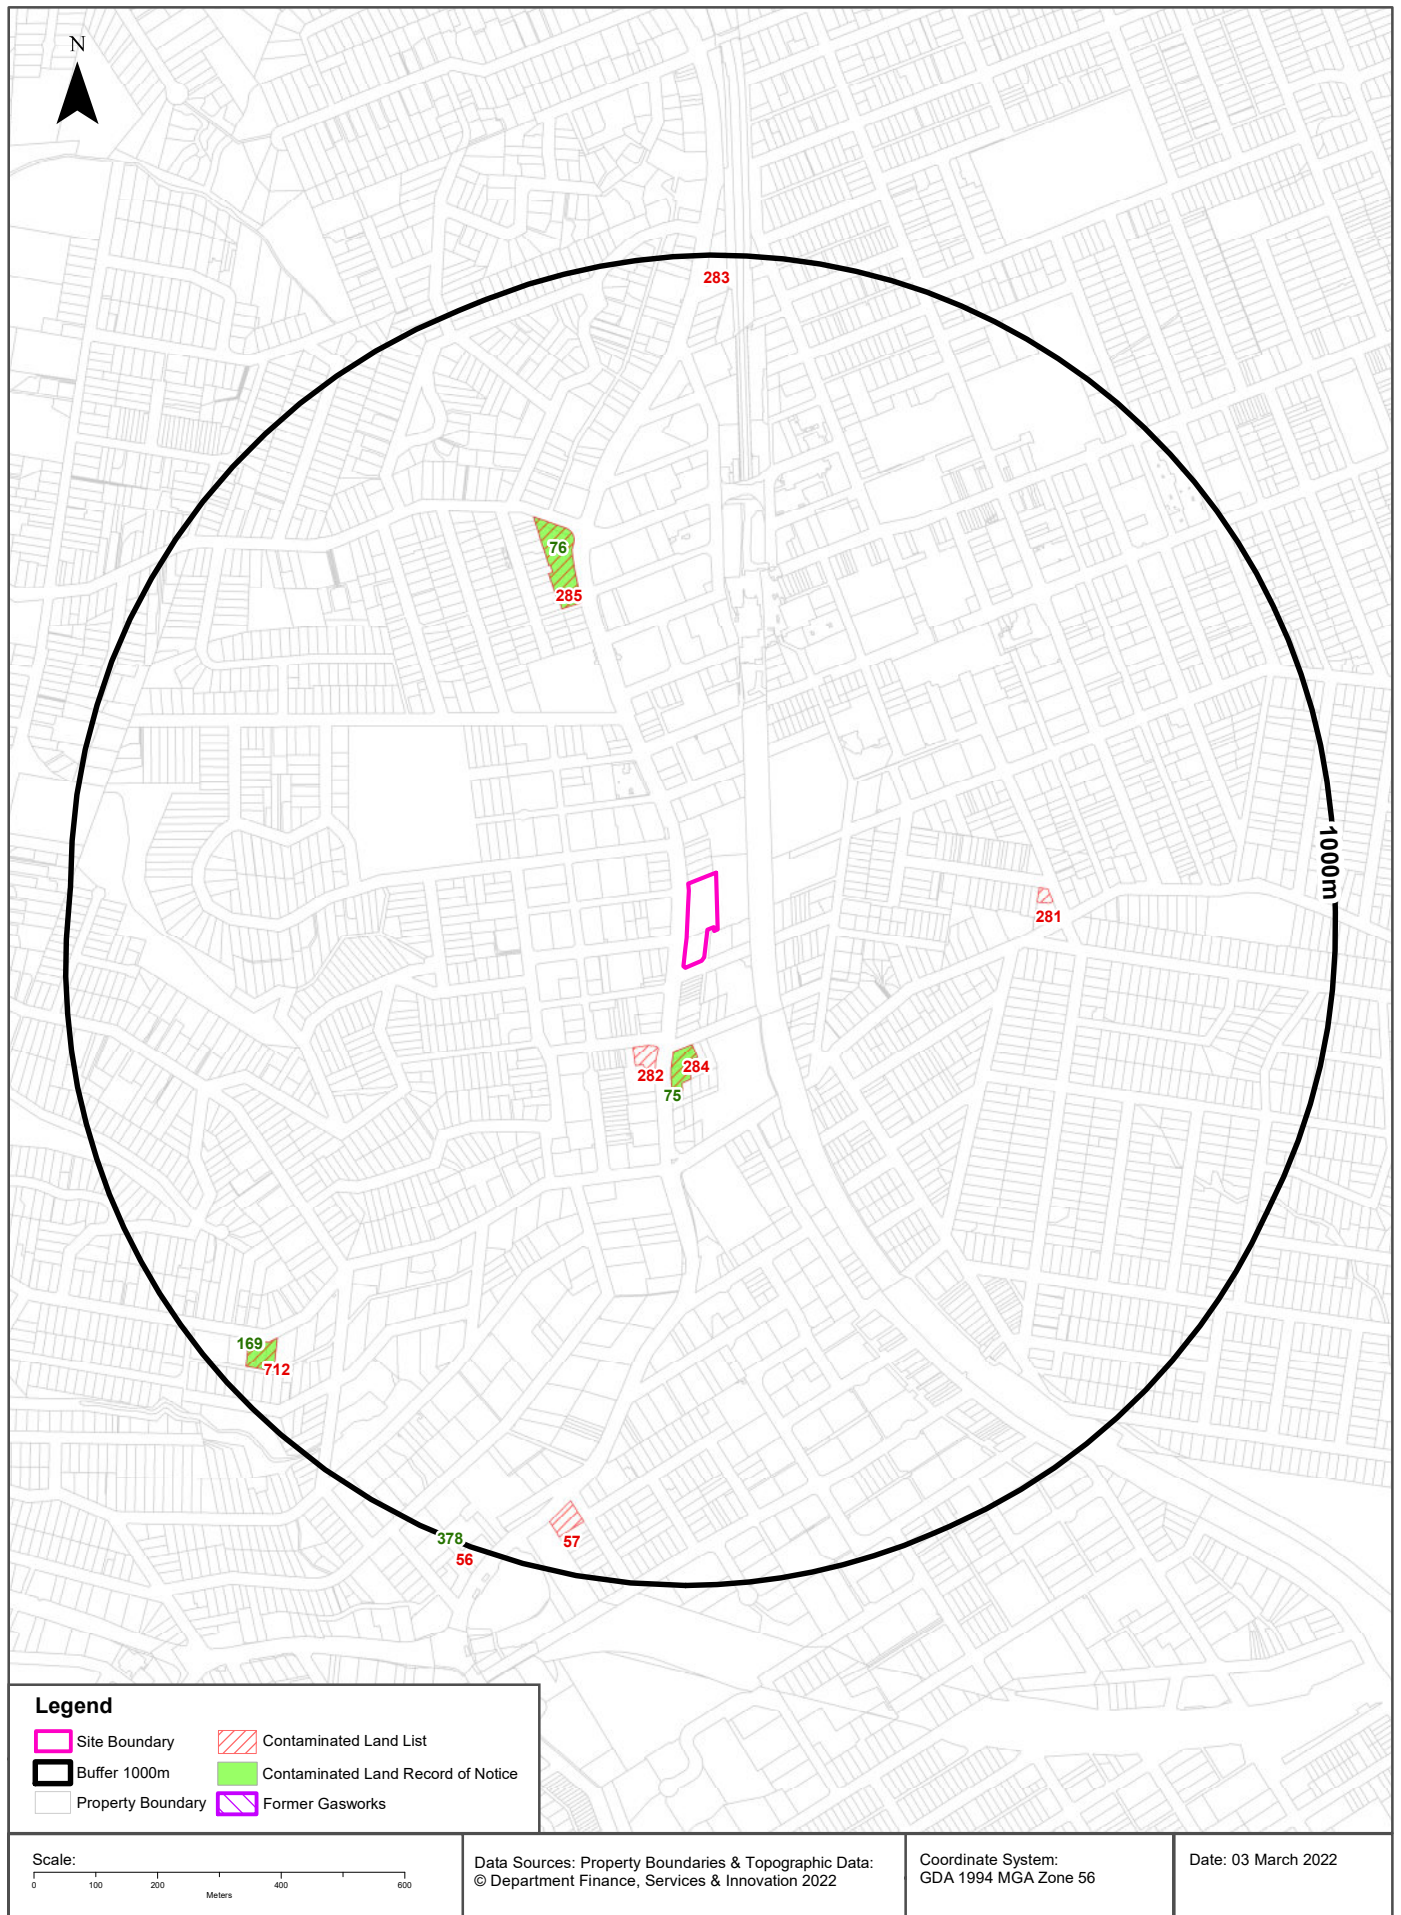 N
283
76
285
1000m
281
282
284
75
169
712
378
56
57
Legend
Site Boundary
Contaminated Land List
Buffer 1000m
Contaminated Land Record of Notice
Property Boundary
Former Gasworks
Scale:
0 100 200 400 600
Meters
Data Sources: Property Boundaries & Topographic Data:
© Department Finance, Services & Innovation 2022
Coordinate System:
GDA 1994 MGA Zone 56
Date: 03 March 2022